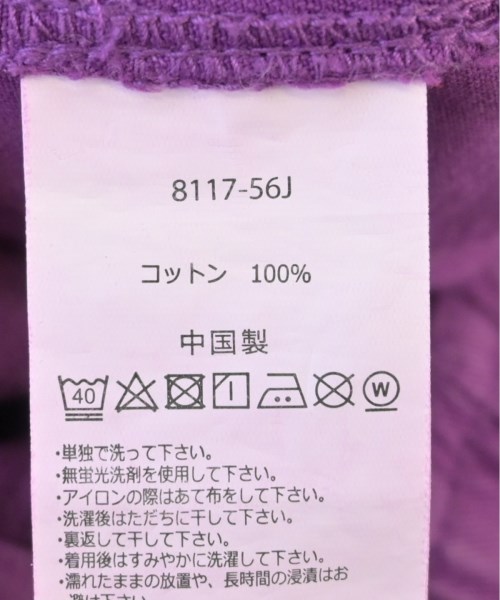 8117-56J
コットン 100%
中国製
40 W
・単独で洗って下さい。
・無蛍光洗剤を使用して下さい。
・アイロンの際はあて布をして下さい。
・洗濯後はただちに干して下さい。
・裏返して干して下さい。
・着用後はすみやかに洗濯して下さい。
・濡れたままの放置や、長時間の浸漬はお
避け下さい。